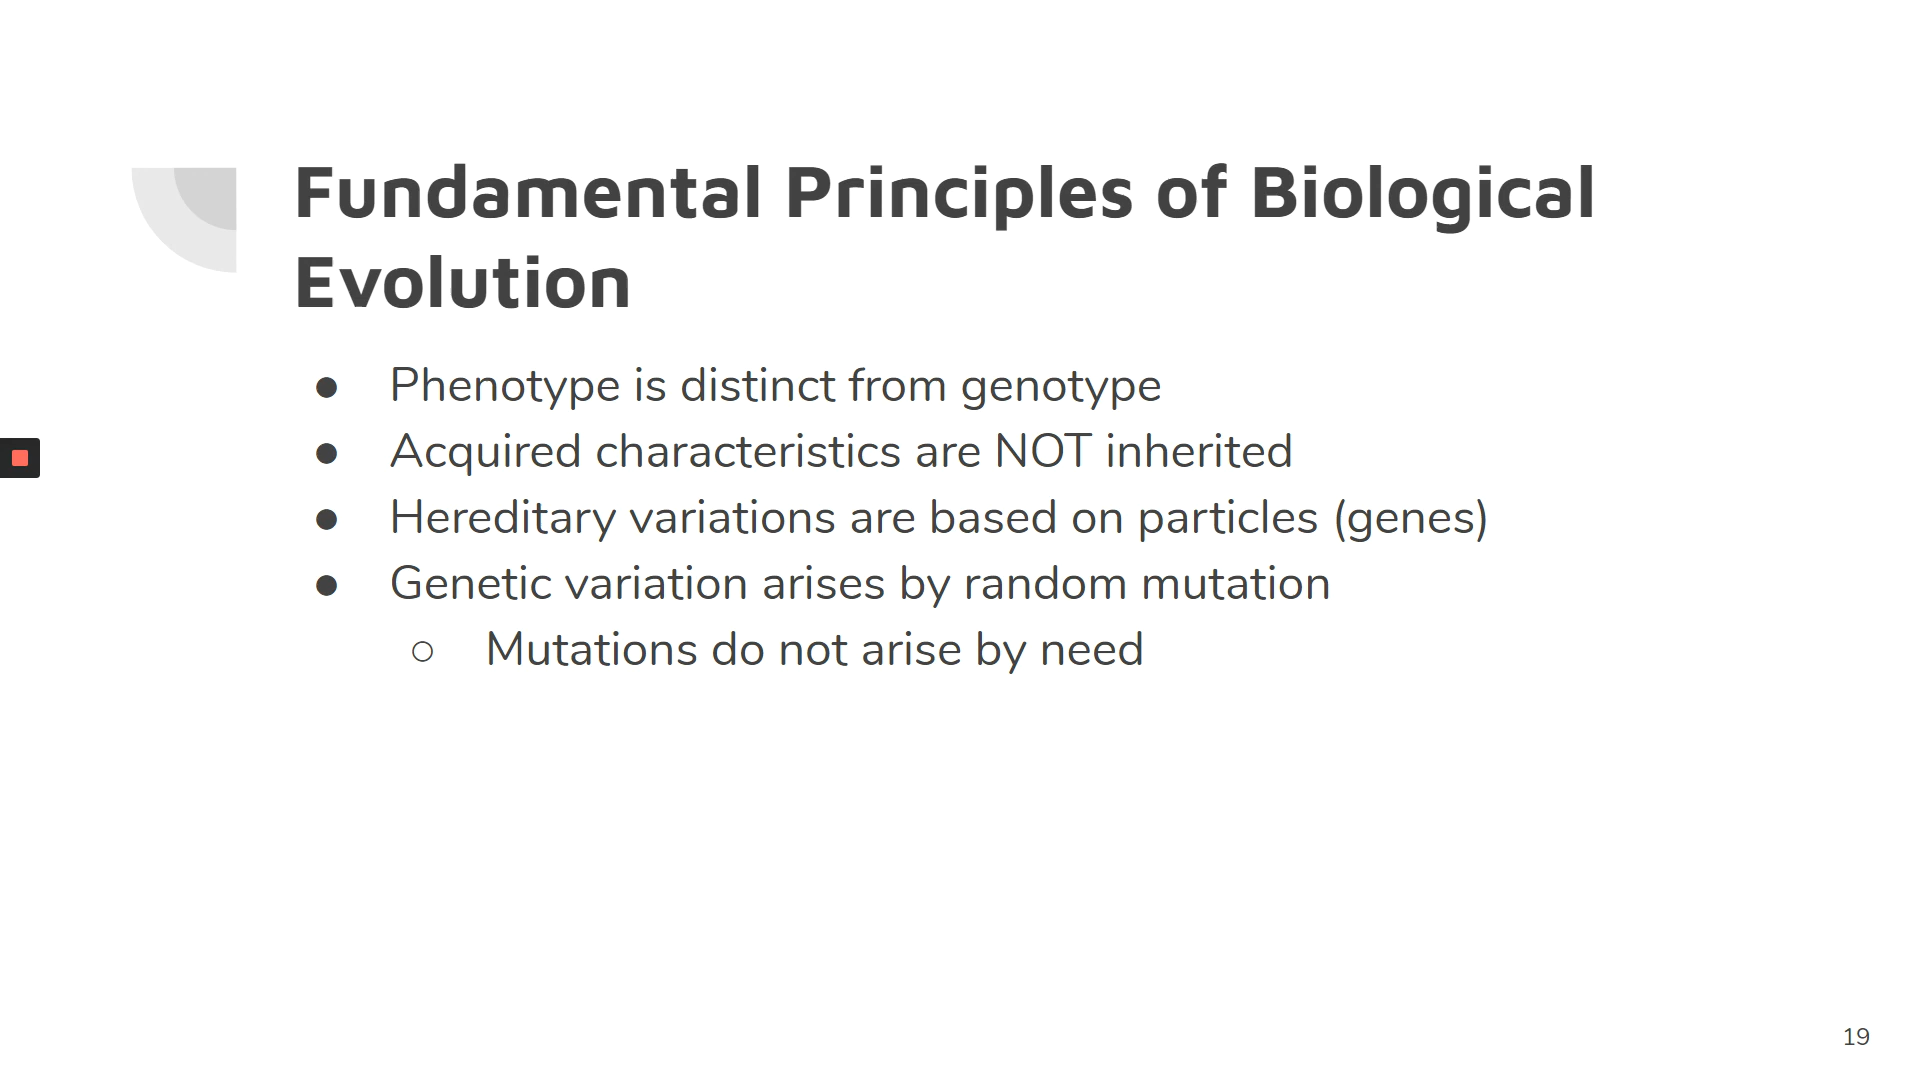 Fundamental Principles of Biological
Evolution
● Phenotype is distinct from genotype
● Acquired characteristics are NOT inherited
● Hereditary variations are based on particles (genes)
● Genetic variation arises by random mutation
○ Mutations do not arise by need
19